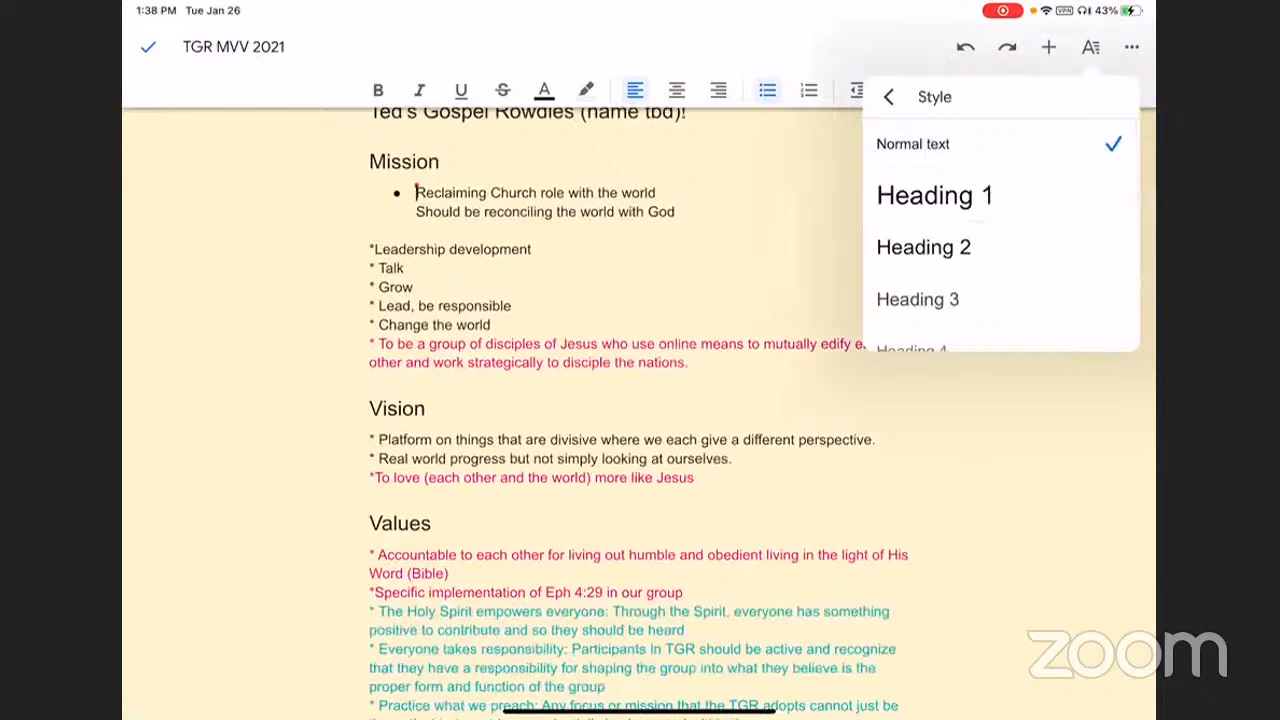 1:38 PM Tue Jan 26
VPN 43%
TGR MVV 2021
B I U S A
Style
Normal text
Heading 1
Heading 2
Heading 3
Heading 4
Ted's Gospel Rowdies (name tbd)!
Mission
● Reclaiming Church role with the world
Should be reconciling the world with God
*Leadership development
* Talk
* Grow
* Lead, be responsible
* Change the world
* To be a group of disciples of Jesus who use online means to mutually edify
other and work strategically to disciple the nations.
Vision
* Platform on things that are divisive where we each give a different perspective.
* Real world progress but not simply looking at ourselves.
*To love (each other and the world) more like Jesus
Values
* Accountable to each other for living out humble and obedient living in the light of His
Word (Bible)
*Specific implementation of Eph 4:29 in our group
* The Holy Spirit empowers everyone: Through the Spirit, everyone has something
positive to contribute and so they should be heard
* Everyone takes responsibility: Participants in TGR should be active and recognize
that they have a responsibility for shaping the group into what they believe is the
proper form and function of the group
* Practice what we preach: Any focus or mission that the TGR adopts cannot just be
zoom